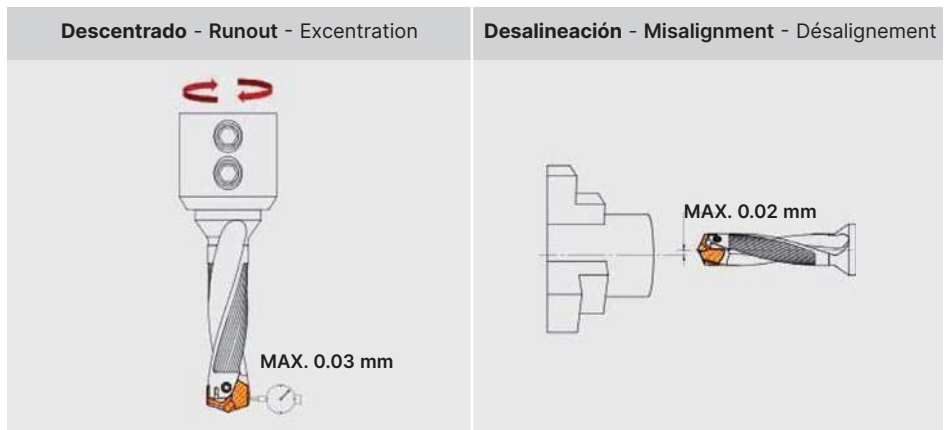 Descentrado - Runout - Excentration
Desalineación - Misalignment - Désalignement
MAX. 0.03 mm
MAX. 0.02 mm